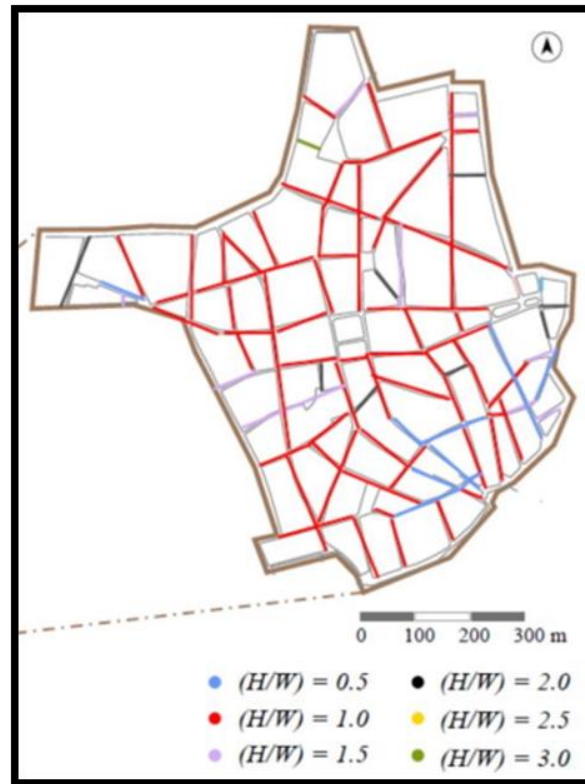 0 100 200 300 m
(H/W) = 0.5 (H/W) = 2.0
(H/W) = 1.0 (H/W) = 2.5
(H/W) = 1.5 (H/W) = 3.0